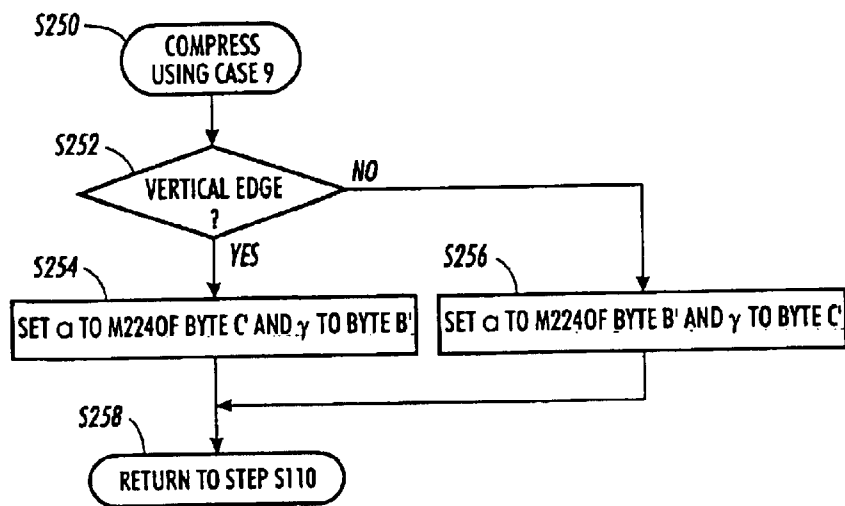 S250
COMPRESS
USING CASE 9
S252
VERTICAL EDGE
?
NO
YES
S254
SET α TO M224OF BYTE C' AND γ TO BYTE B'
S256
SET α TO M224OF BYTE B' AND γ TO BYTE C'
S258
RETURN TO STEP S110